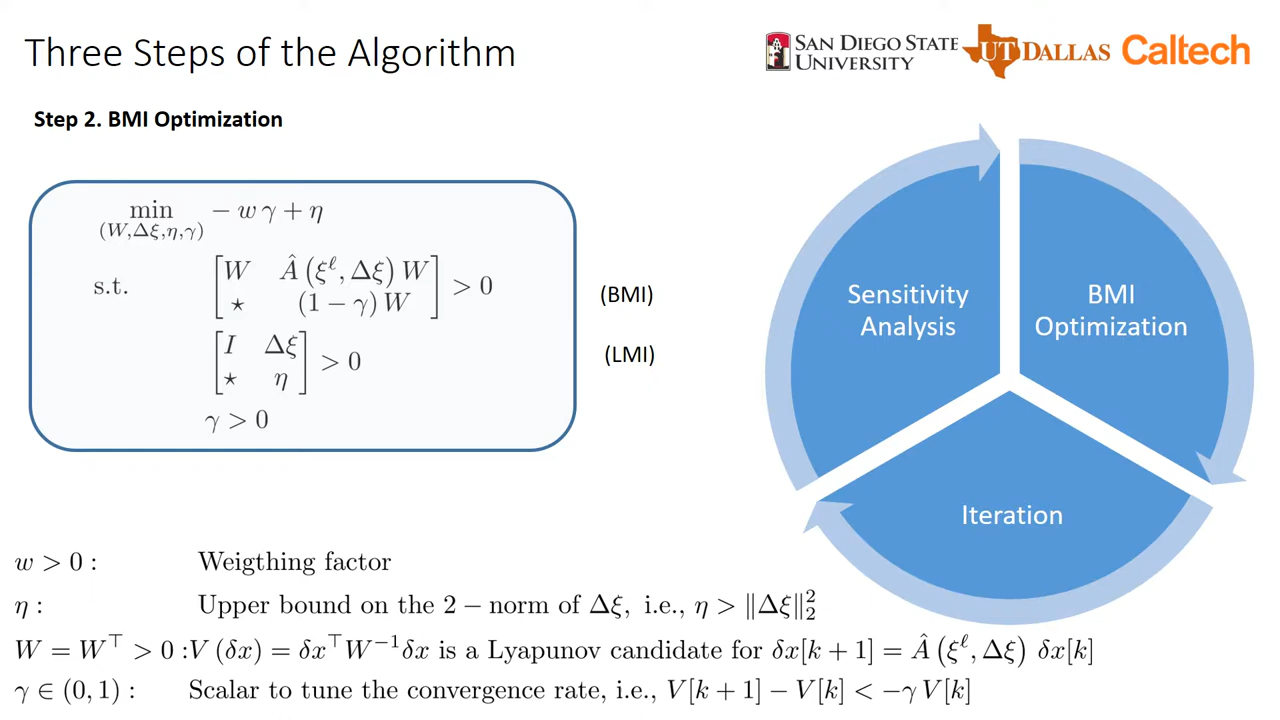 Three Steps of the Algorithm
SAN DIEGO STATE
UNIVERSITY
UT DALLAS
Caltech
Step 2. BMI Optimization
min − w γ + η
(W,Δξ,η,γ)
s.t. [W Â (ξ^ℓ, Δξ) W; ⋆ (1 − γ) W] > 0 (BMI)
[I Δξ; ⋆ η] > 0 (LMI)
γ > 0
Sensitivity
Analysis
BMI
Optimization
Iteration
w > 0 : Weigthing factor
η : Upper bound on the 2 − norm of Δξ, i.e., η > ‖Δξ‖₂²
W = W^⊤ > 0 : V (δx) = δx^⊤ W^{−1} δx is a Lyapunov candidate for δx[k + 1] = Â (ξ^ℓ, Δξ) δx[k]
γ ∈ (0, 1) : Scalar to tune the convergence rate, i.e., V[k + 1] − V[k] < −γ V[k]